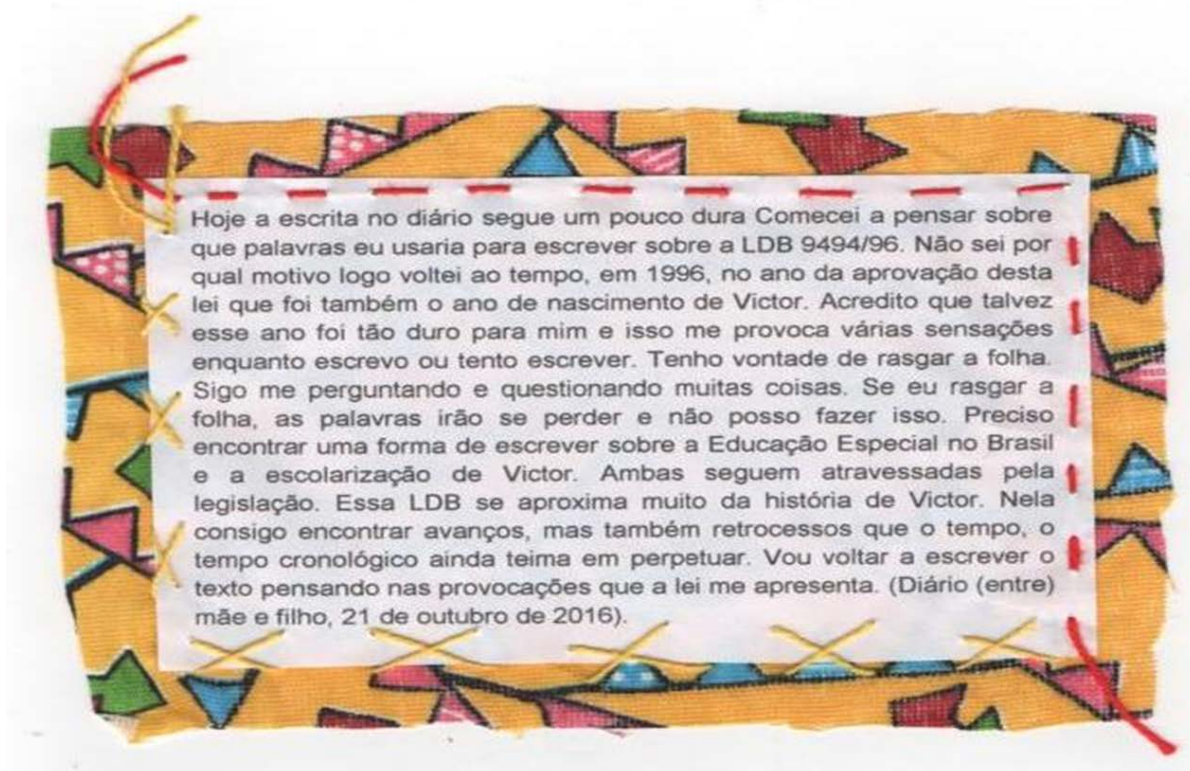 Hoje a escrita no diário segue um pouco dura Comecei a pensar sobre
que palavras eu usaria para escrever sobre a LDB 9494/96. Não sei por
qual motivo logo voltei ao tempo, em 1996, no ano da aprovação desta
lei que foi também o ano de nascimento de Victor. Acredito que talvez
esse ano foi tão duro para mim e isso me provoca várias sensações
enquanto escrevo ou tento escrever. Tenho vontade de rasgar a folha.
Sigo me perguntando e questionando muitas coisas. Se eu rasgar a
folha, as palavras irão se perder e não posso fazer isso. Preciso
encontrar uma forma de escrever sobre a Educação Especial no Brasil
e a escolarização de Victor. Ambas seguem atravessadas pela
legislação. Essa LDB se aproxima muito da história de Victor. Nela
consigo encontrar avanços, mas também retrocessos que o tempo, o
tempo cronológico ainda teima em perpetuar. Vou voltar a escrever o
texto pensando nas provocações que a lei me apresenta. (Diário (entre)
mãe e filho, 21 de outubro de 2016).